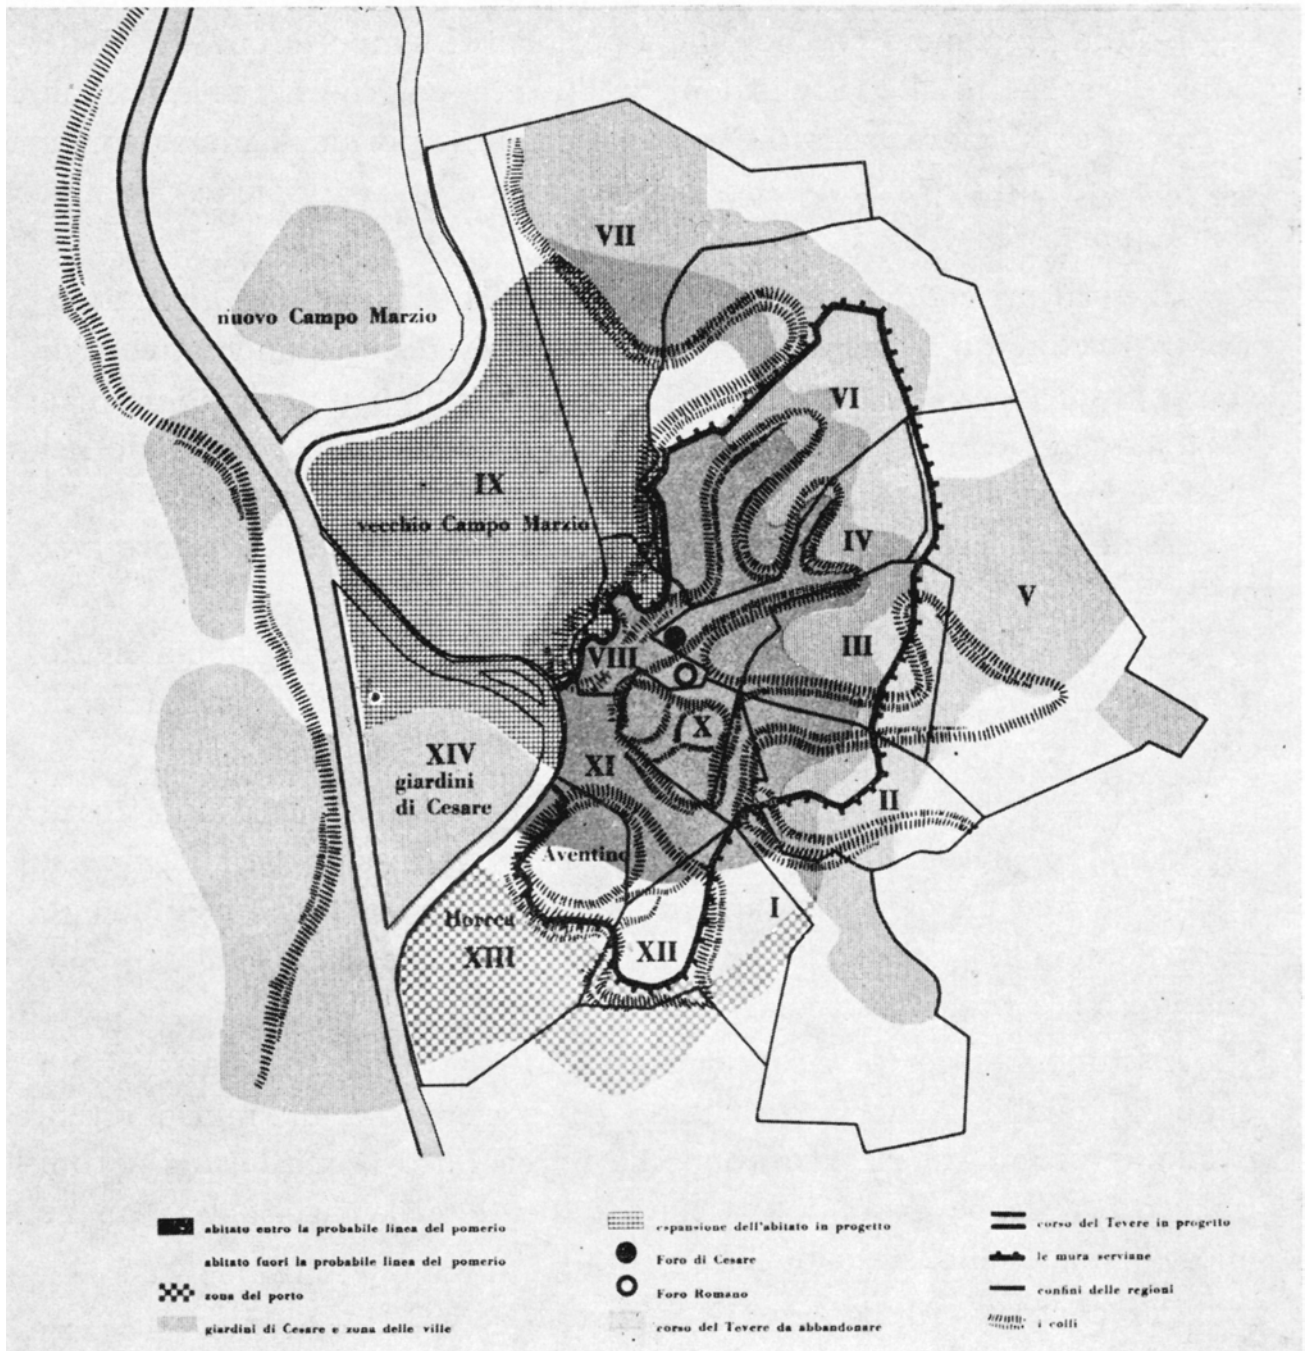 VII
nuovo Campo Marzio
VI
IX
vecchio Campo Marzio
IV
V
III
VIII
X
XIV
giardini
di Cesare
XI
II
Aventino
Horrea
I
XIII
XII
abitato entro la probabile linea del pomerio
abitato fuori la probabile linea del pomerio
zona del porto
giardini di Cesare e zona delle ville
espansione dell'abitato in progetto
Foro di Cesare
Foro Romano
corso del Tevere da abbandonare
corso del Tevere in progetto
le mura serviane
confini delle regioni
i colli